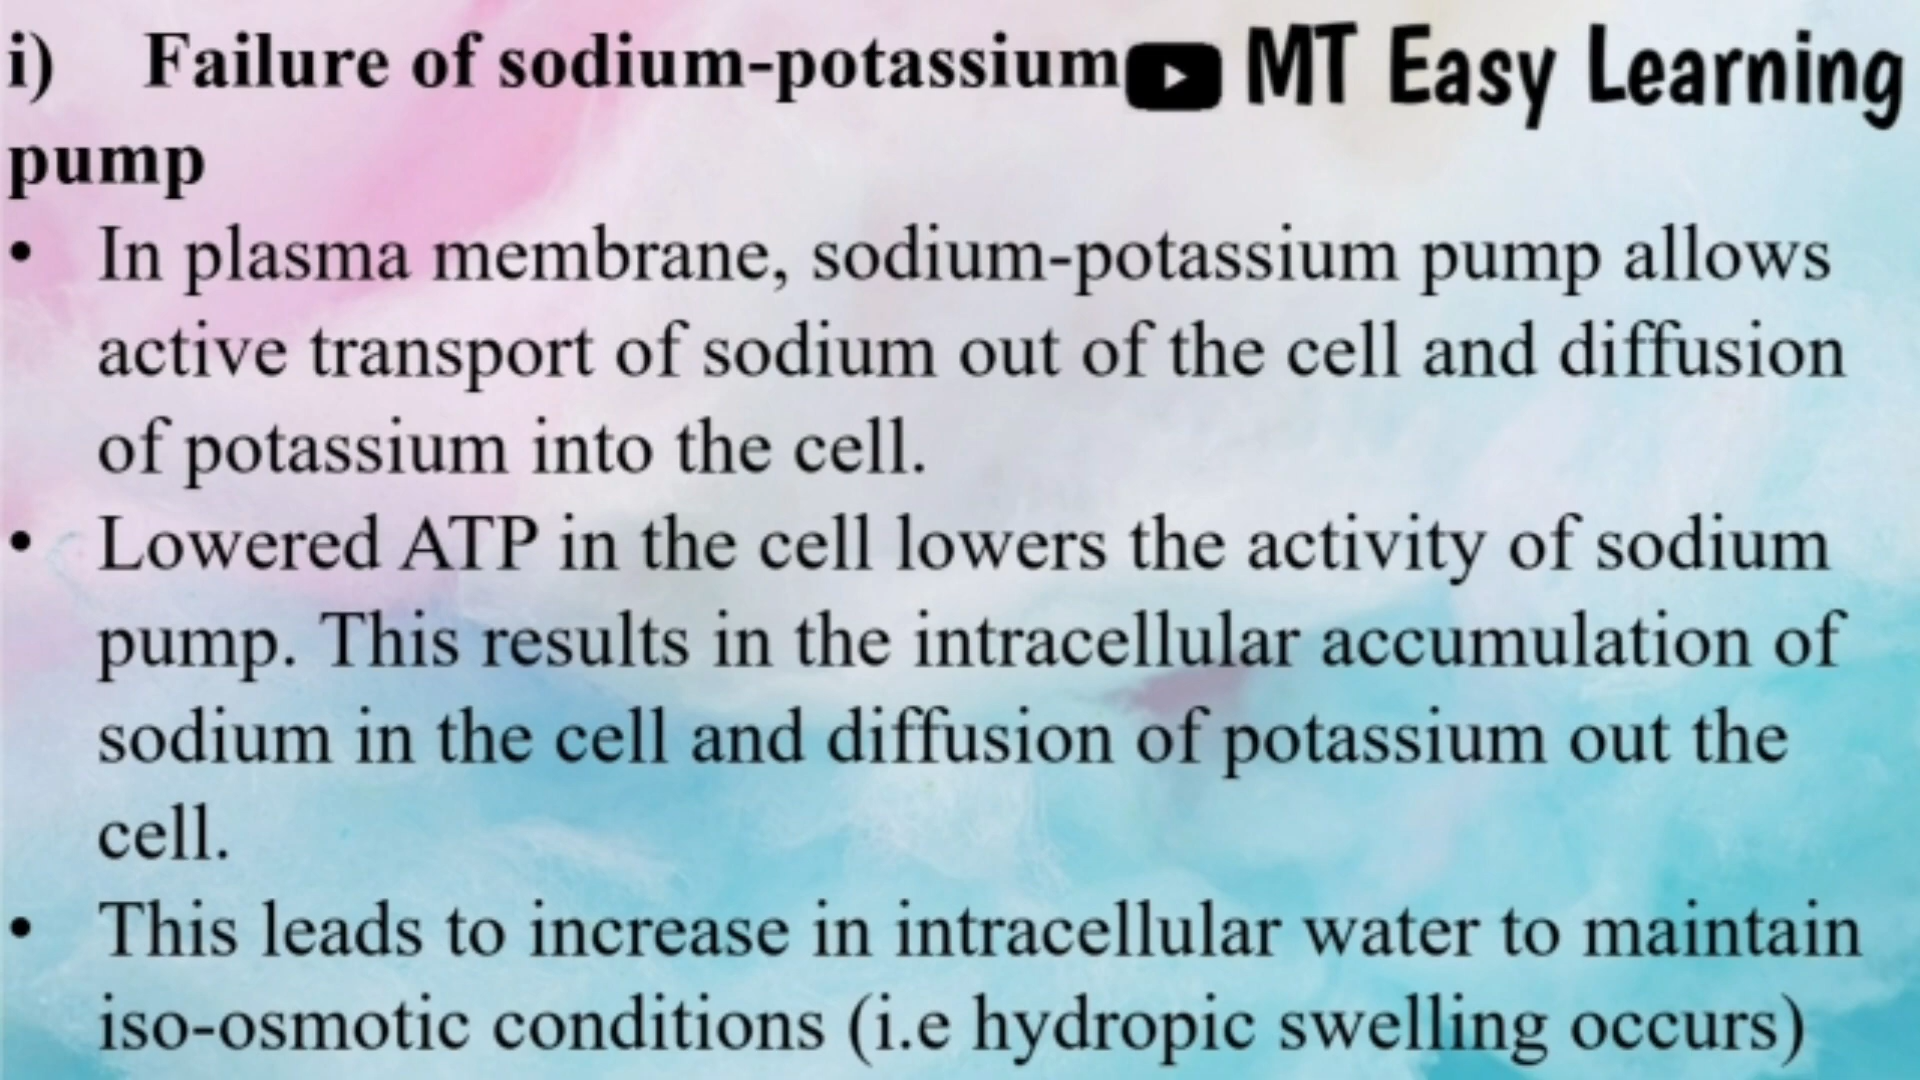 i) Failure of sodium-potassium MT Easy Learning
pump
• In plasma membrane, sodium-potassium pump allows
active transport of sodium out of the cell and diffusion
of potassium into the cell.
• Lowered ATP in the cell lowers the activity of sodium
pump. This results in the intracellular accumulation of
sodium in the cell and diffusion of potassium out the
cell.
• This leads to increase in intracellular water to maintain
iso-osmotic conditions (i.e hydropic swelling occurs)